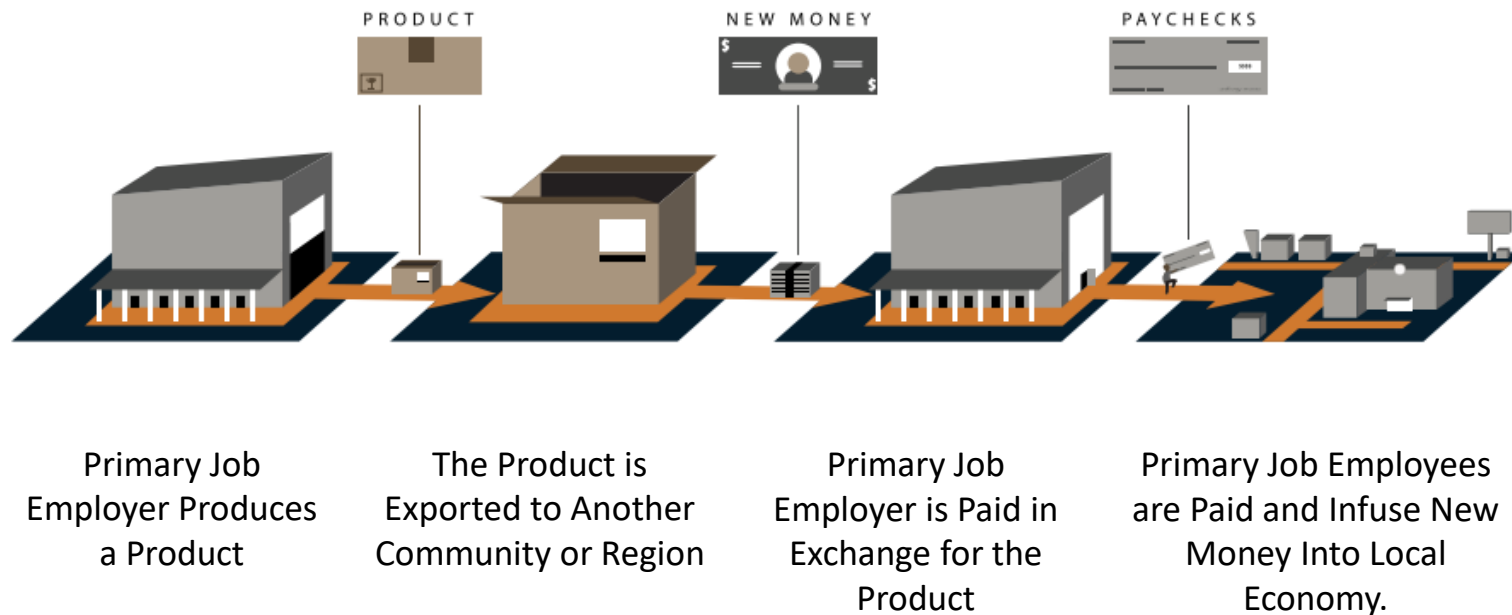 PRODUCT
NEW MONEY
PAYCHECKS
$
$
Primary Job
Employer Produces
a Product
The Product is
Exported to Another
Community or Region
Primary Job
Employer is Paid in
Exchange for the
Product
Primary Job Employees
are Paid and Infuse New
Money Into Local
Economy.